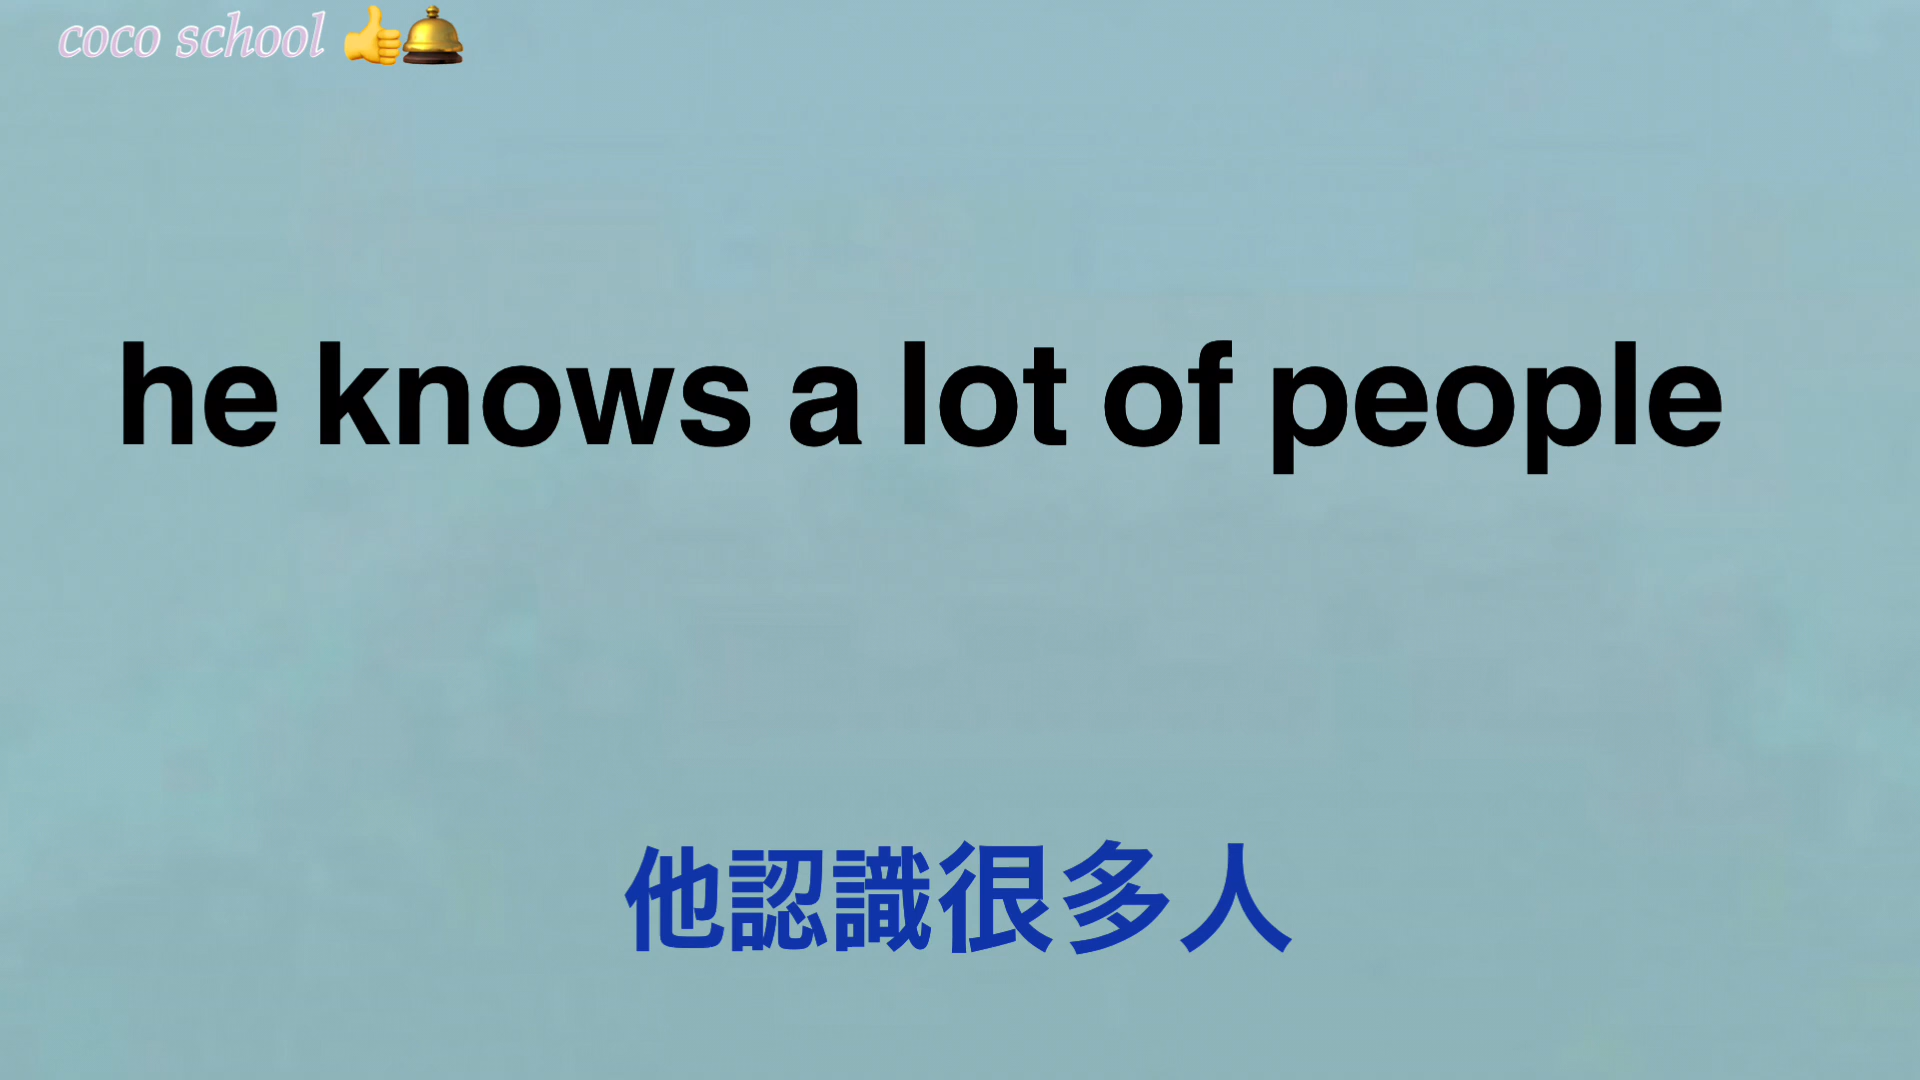 coco school 👍🛎️
he knows a lot of people
他認識很多人